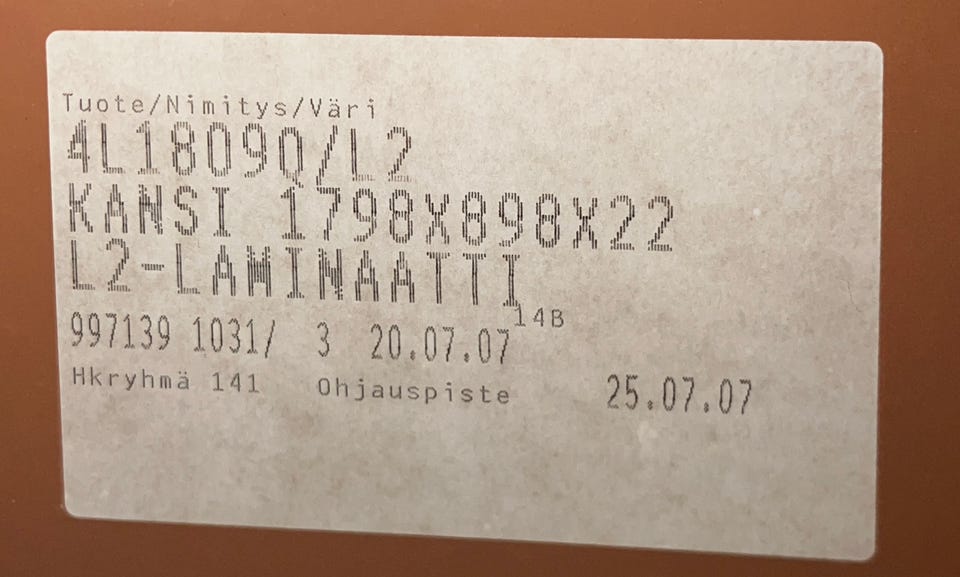 Tuote/Nimitys/Väri
4L1809Q/L2
KANSI 1798X898X22
L2-LAMINAATTI
14B
997139 1031/ 3 20.07.07
Hkryhmä 141 Ohjauspiste 25.07.07